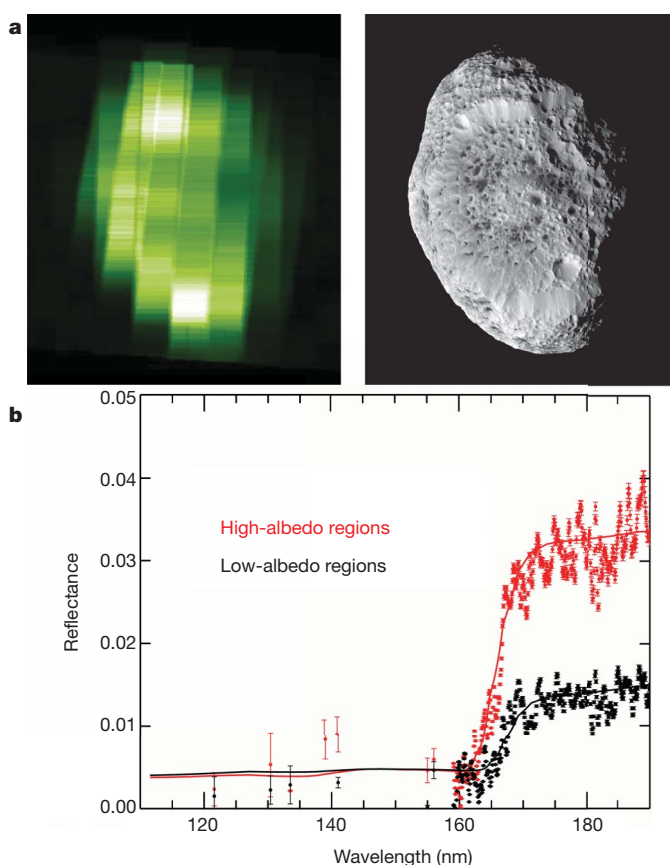 a
b
0.05
0.04
0.03
0.02
0.01
0.00
Reflectance
High-albedo regions
Low-albedo regions
120 140 160 180
Wavelength (nm)